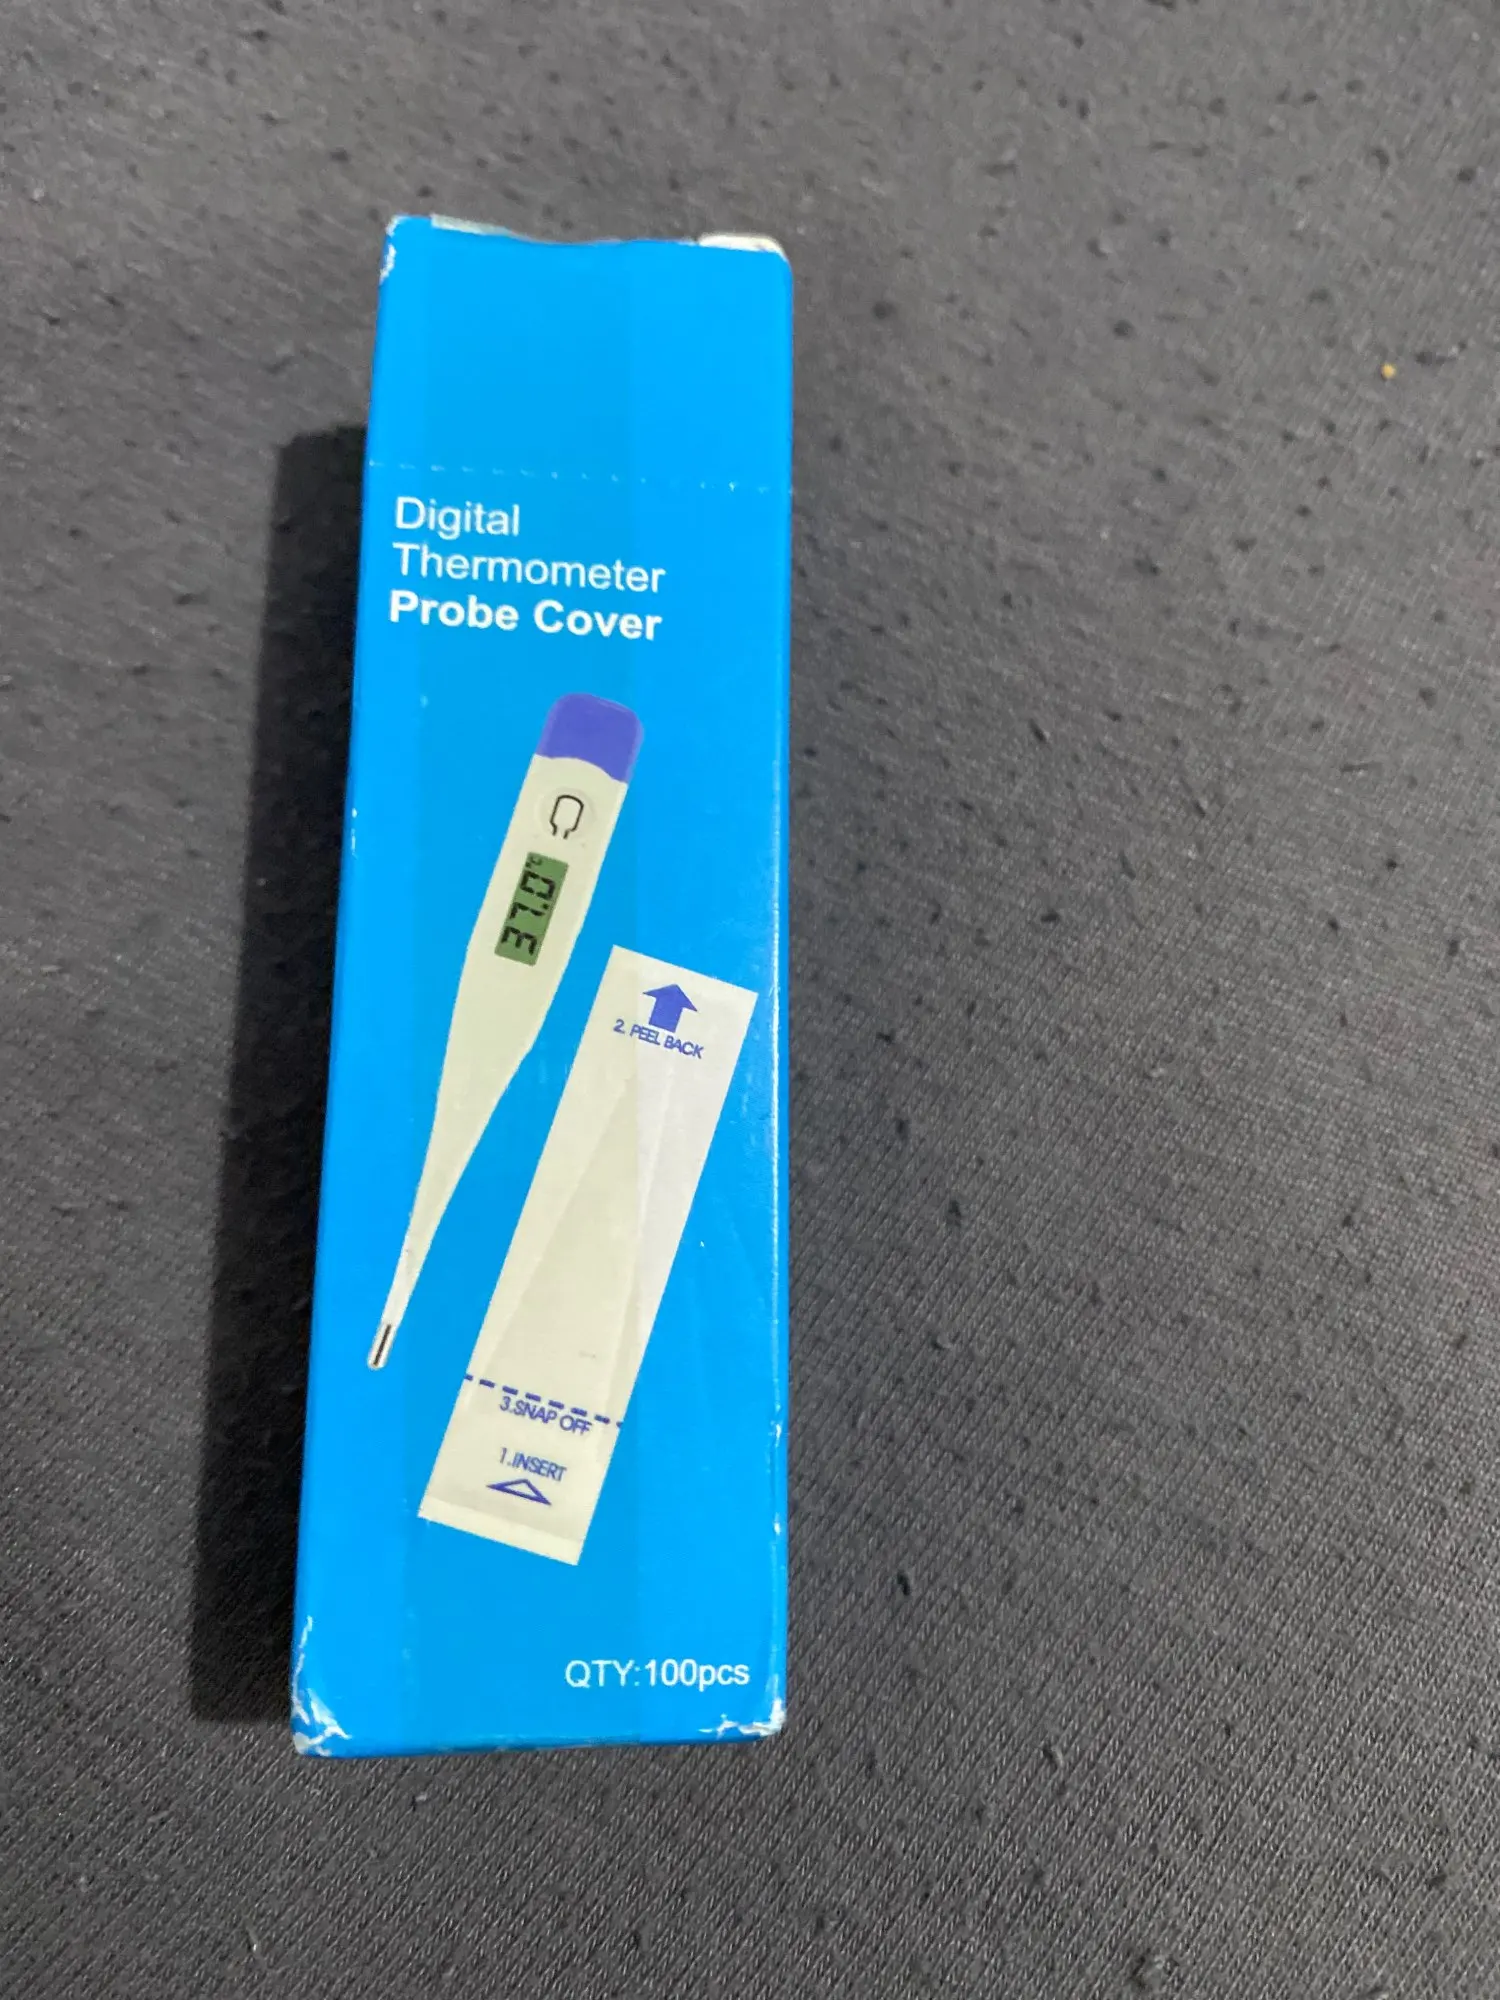 Digital
Thermometer
Probe Cover
37.0°C
2. PEEL BACK
3.SNAP OFF
1.INSERT
QTY:100pcs